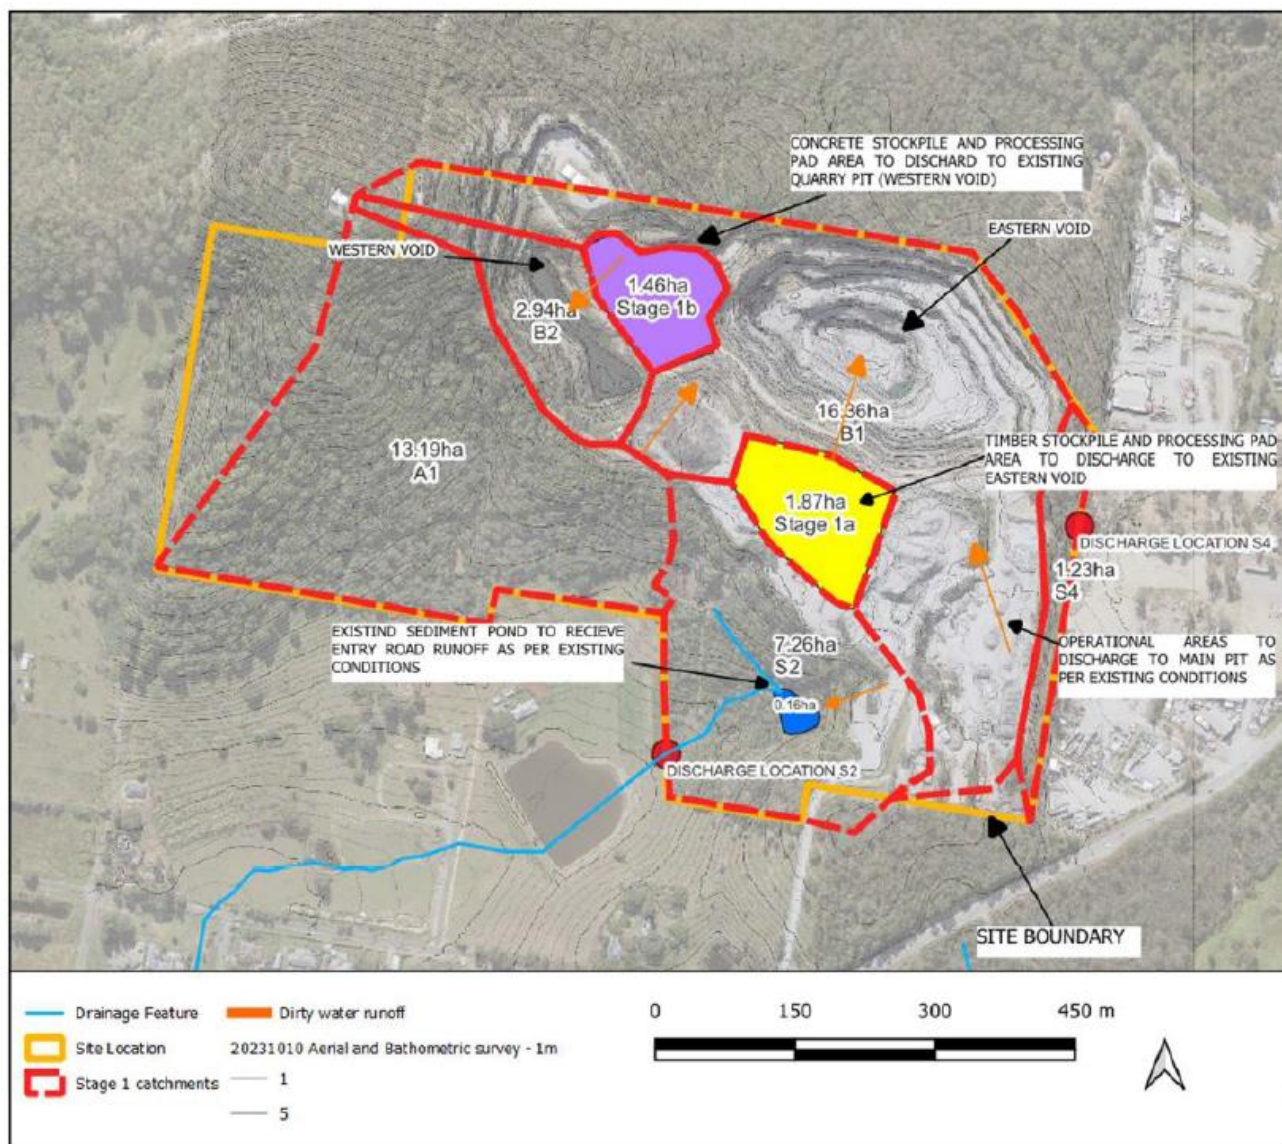 CONCRETE STOCKPILE AND PROCESSING
PAD AREA TO DISCHARD TO EXISTING
QUARRY PIT (WESTERN VOID)
EASTERN VOID
WESTERN VOID
1.46ha
Stage 1b
2.94ha
B2
16.36ha
B1
13.19ha
A1
TIMBER STOCKPILE AND PROCESSING PAD
AREA TO DISCHARGE TO EXISTING
EASTERN VOID
1.87ha
Stage 1a
DISCHARGE LOCATION S4
1.23ha
S4
EXISTIND SEDIMENT POND TO RECIEVE
ENTRY ROAD RUNOFF AS PER EXISTING
CONDITIONS
7.26ha
S2
OPERATIONAL AREAS TO
DISCHARGE TO MAIN PIT AS
PER EXISTING CONDITIONS
0.16ha
DISCHARGE LOCATION S2
SITE BOUNDARY
Drainage Feature
Dirty water runoff
Site Location
20231010 Aerial and Bathometric survey - 1m
Stage 1 catchments
1
5
0 150 300 450 m